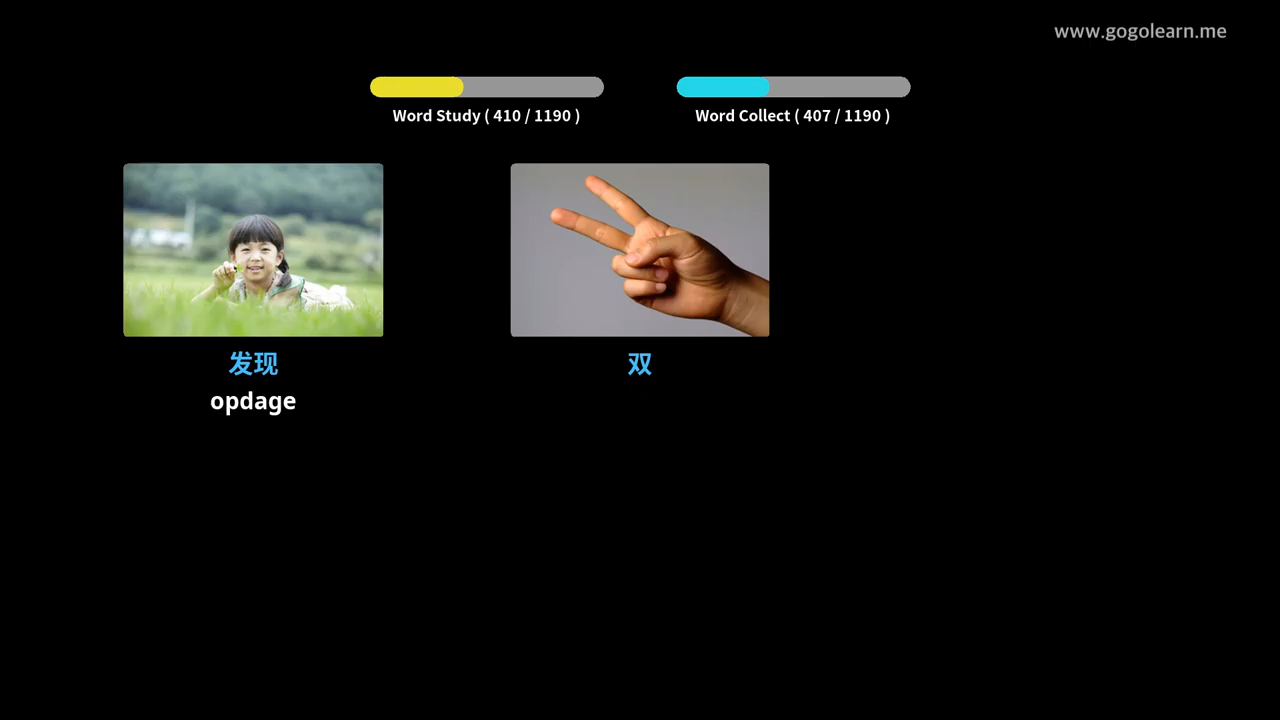 www.gogolearn.me
Word Study ( 410 / 1190 )
Word Collect ( 407 / 1190 )
发现
opdage
双